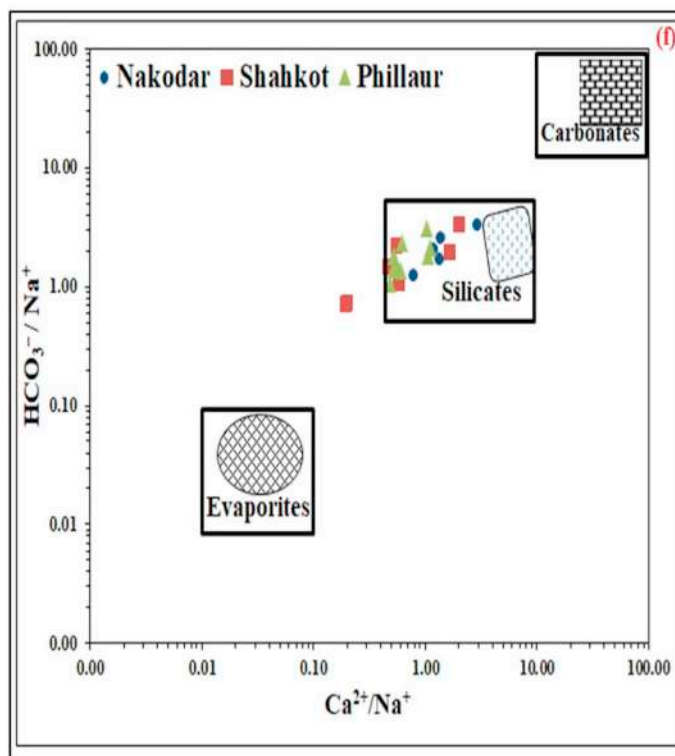 (f)
100.00
Nakodar Shahkot Phillaur
Carbonates
10.00
1.00
Silicates
HCO₃⁻/ Na⁺
0.10
Evaporites
0.01
0.00
0.00 0.01 0.10 1.00 10.00 100.00
Ca²⁺/Na⁺